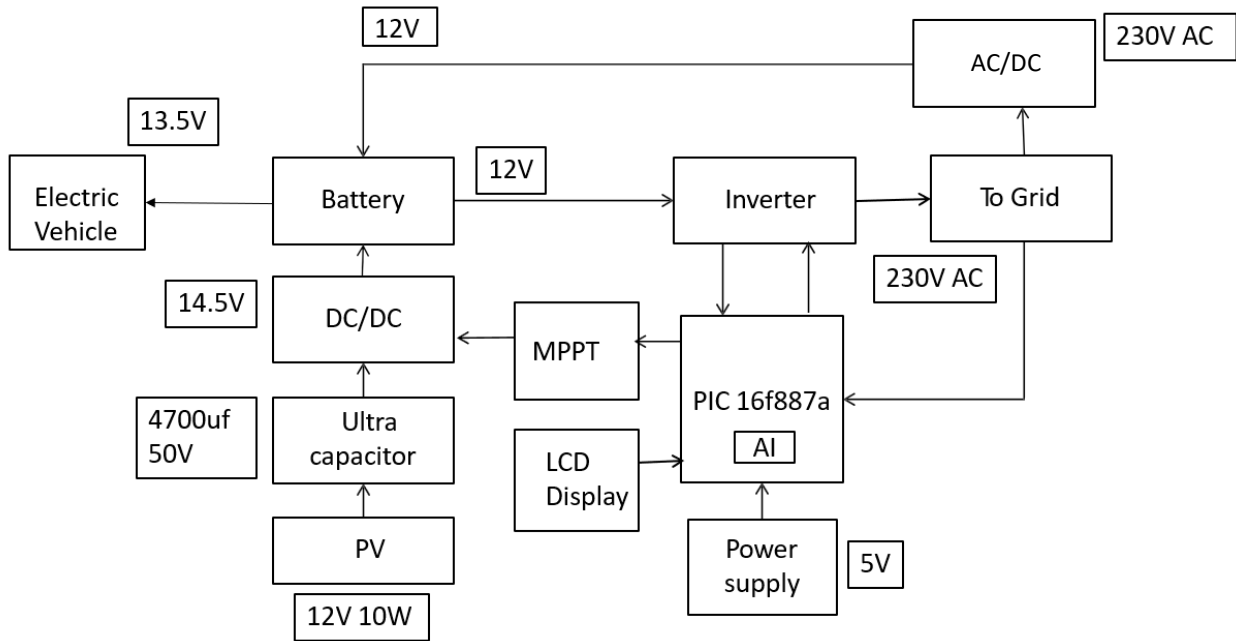 12V
230V AC
AC/DC
13.5V
Electric
Vehicle
Battery
12V
Inverter
To Grid
230V AC
14.5V
DC/DC
MPPT
PIC 16f887a
AI
4700uf
50V
Ultra
capacitor
LCD
Display
PV
Power
supply
5V
12V 10W